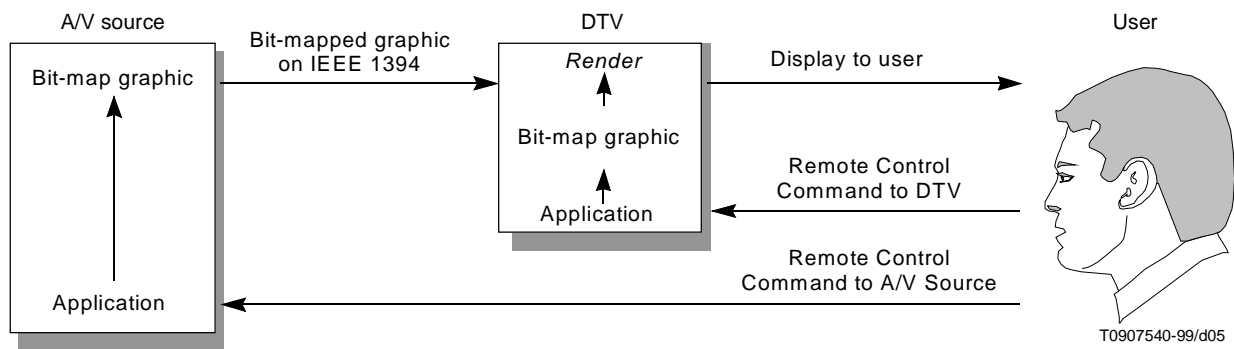 A/V source
Bit-map graphic
Application
Bit-mapped graphic
on IEEE 1394
DTV
Render
Bit-map graphic
Application
Display to user
Remote Control
Command to DTV
Remote Control
Command to A/V Source
User
T0907540-99/d05